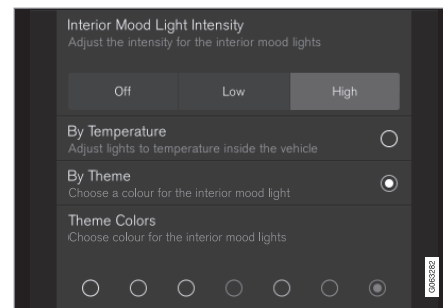 Interior Mood Light Intensity
Adjust the intensity for the interior mood lights
Off Low High
By Temperature
Adjust lights to temperature inside the vehicle
By Theme
Choose a colour for the interior mood light
Theme Colors
Choose colour for the interior mood lights
G063282